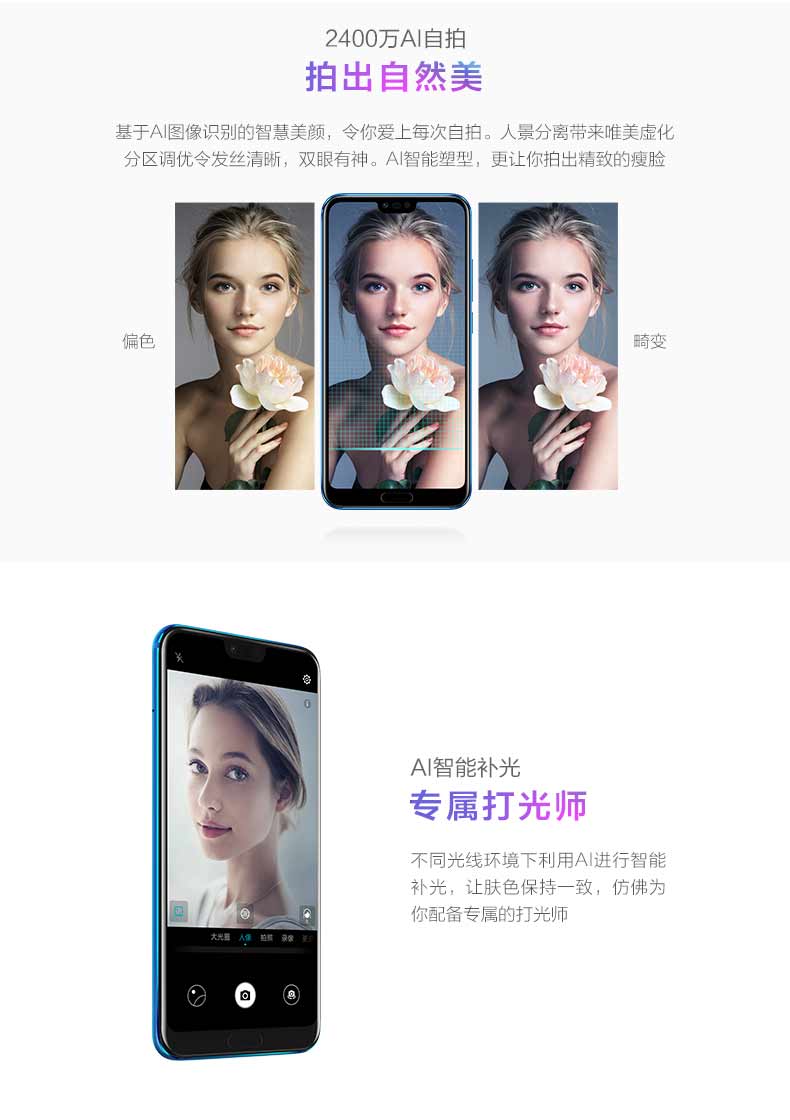 2400万AI自拍
拍出自然美
基于AI图像识别的智慧美颜，令你爱上每次自拍。人景分离带来唯美虚化
分区调优令发丝清晰，双眼有神。AI智能塑型，更让你拍出精致的瘦脸
偏色
畸变
AI智能补光
专属打光师
不同光线环境下利用AI进行智能
补光，让肤色保持一致，仿佛为
你配备专属的打光师
大光圈 人像 拍照 录像